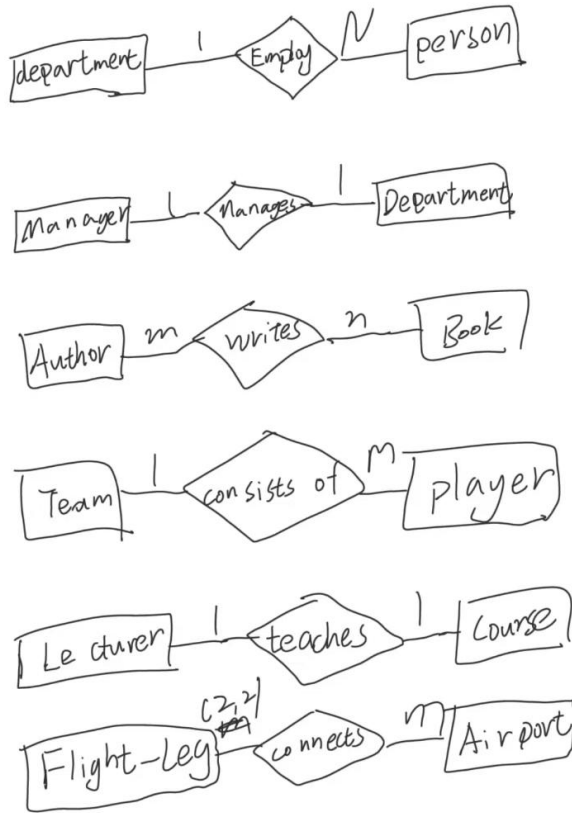 department 1 Employ N person
Manager 1 Manages 1 Department
Author m writes n Book
Team 1 consists of M player
Lecturer 1 teaches 1 Course
(2,2)
Flight-Leg connects m Airport